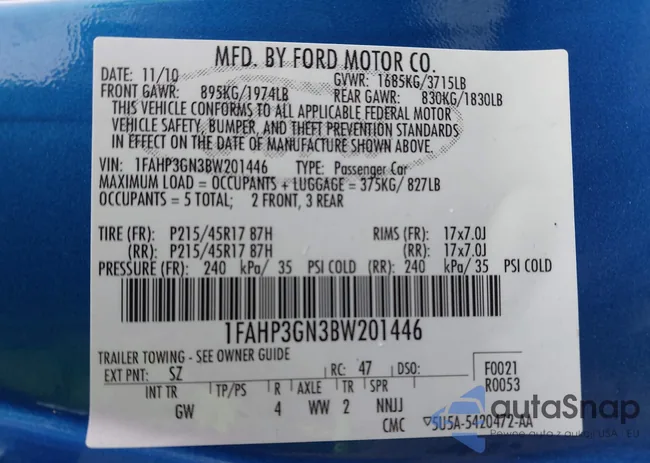 MFD. BY FORD MOTOR CO.
DATE: 11/10 GVWR: 1685KG/3715LB
FRONT GAWR: 895KG/1974LB REAR GAWR: 830KG/1830LB
THIS VEHICLE CONFORMS TO ALL APPLICABLE FEDERAL MOTOR
VEHICLE SAFETY, BUMPER, AND THEFT PREVENTION STANDARDS
IN EFFECT ON THE DATE OF MANUFACTURE SHOWN ABOVE.
VIN: 1FAHP3GN3BW201446 TYPE: Passenger Car
MAXIMUM LOAD = OCCUPANTS + LUGGAGE = 375KG/ 827LB
OCCUPANTS = 5 TOTAL; 2 FRONT, 3 REAR
TIRE (FR): P215/45R17 87H RIMS (FR): 17x7.0J
(RR): P215/45R17 87H (RR): 17x7.0J
PRESSURE (FR): 240 kPa/ 35 PSI COLD (RR): 240 kPa/ 35 PSI COLD
1FAHP3GN3BW201446
TRAILER TOWING - SEE OWNER GUIDE
EXT PNT: SZ RC: 47 DSO: F0021
R0053
INT TR TP/PS R AXLE TR SPR
GW 4 WW 2 NNJJ
CMC ▽5U5A-5420472-AA
autoSnap
Pewne auto z aukcji USA, EU